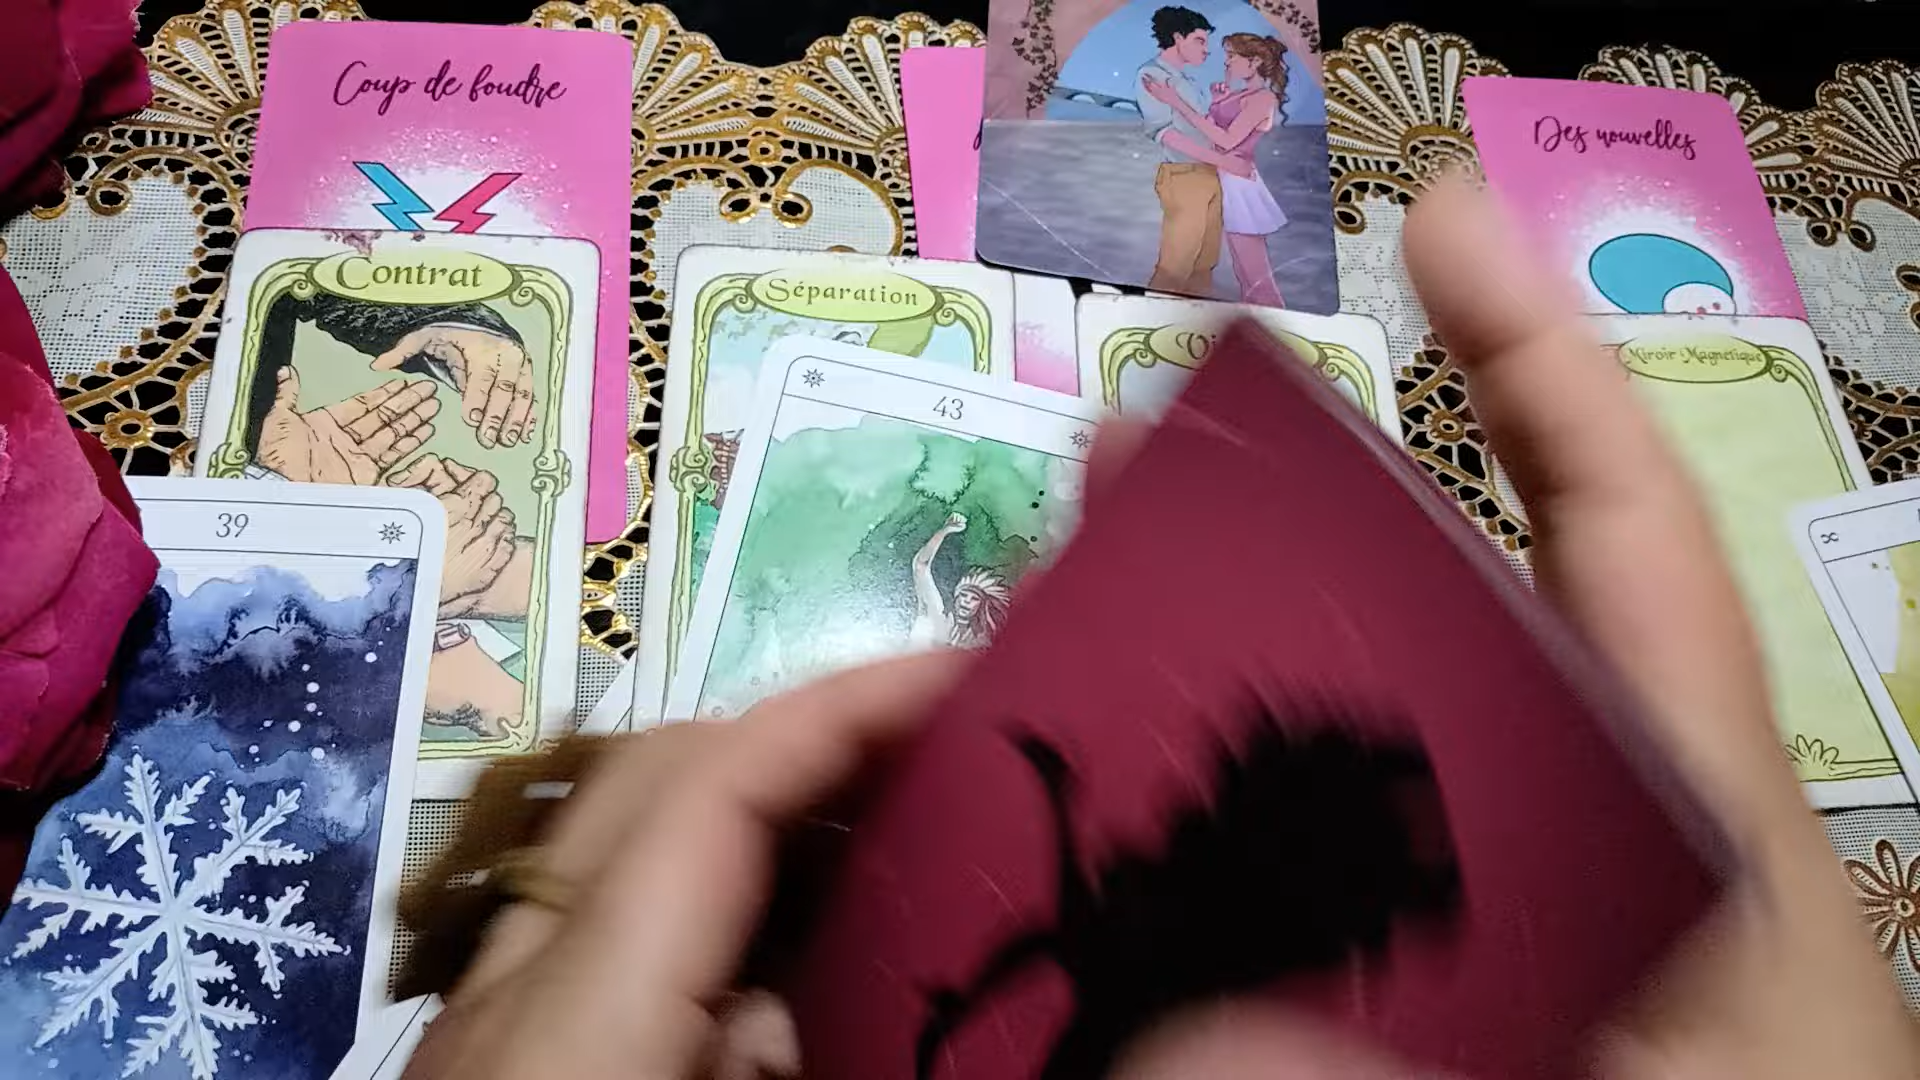 Coup de foudre
Des nouvelles
Contrat
Séparation
Miroir Magnétique
43
39